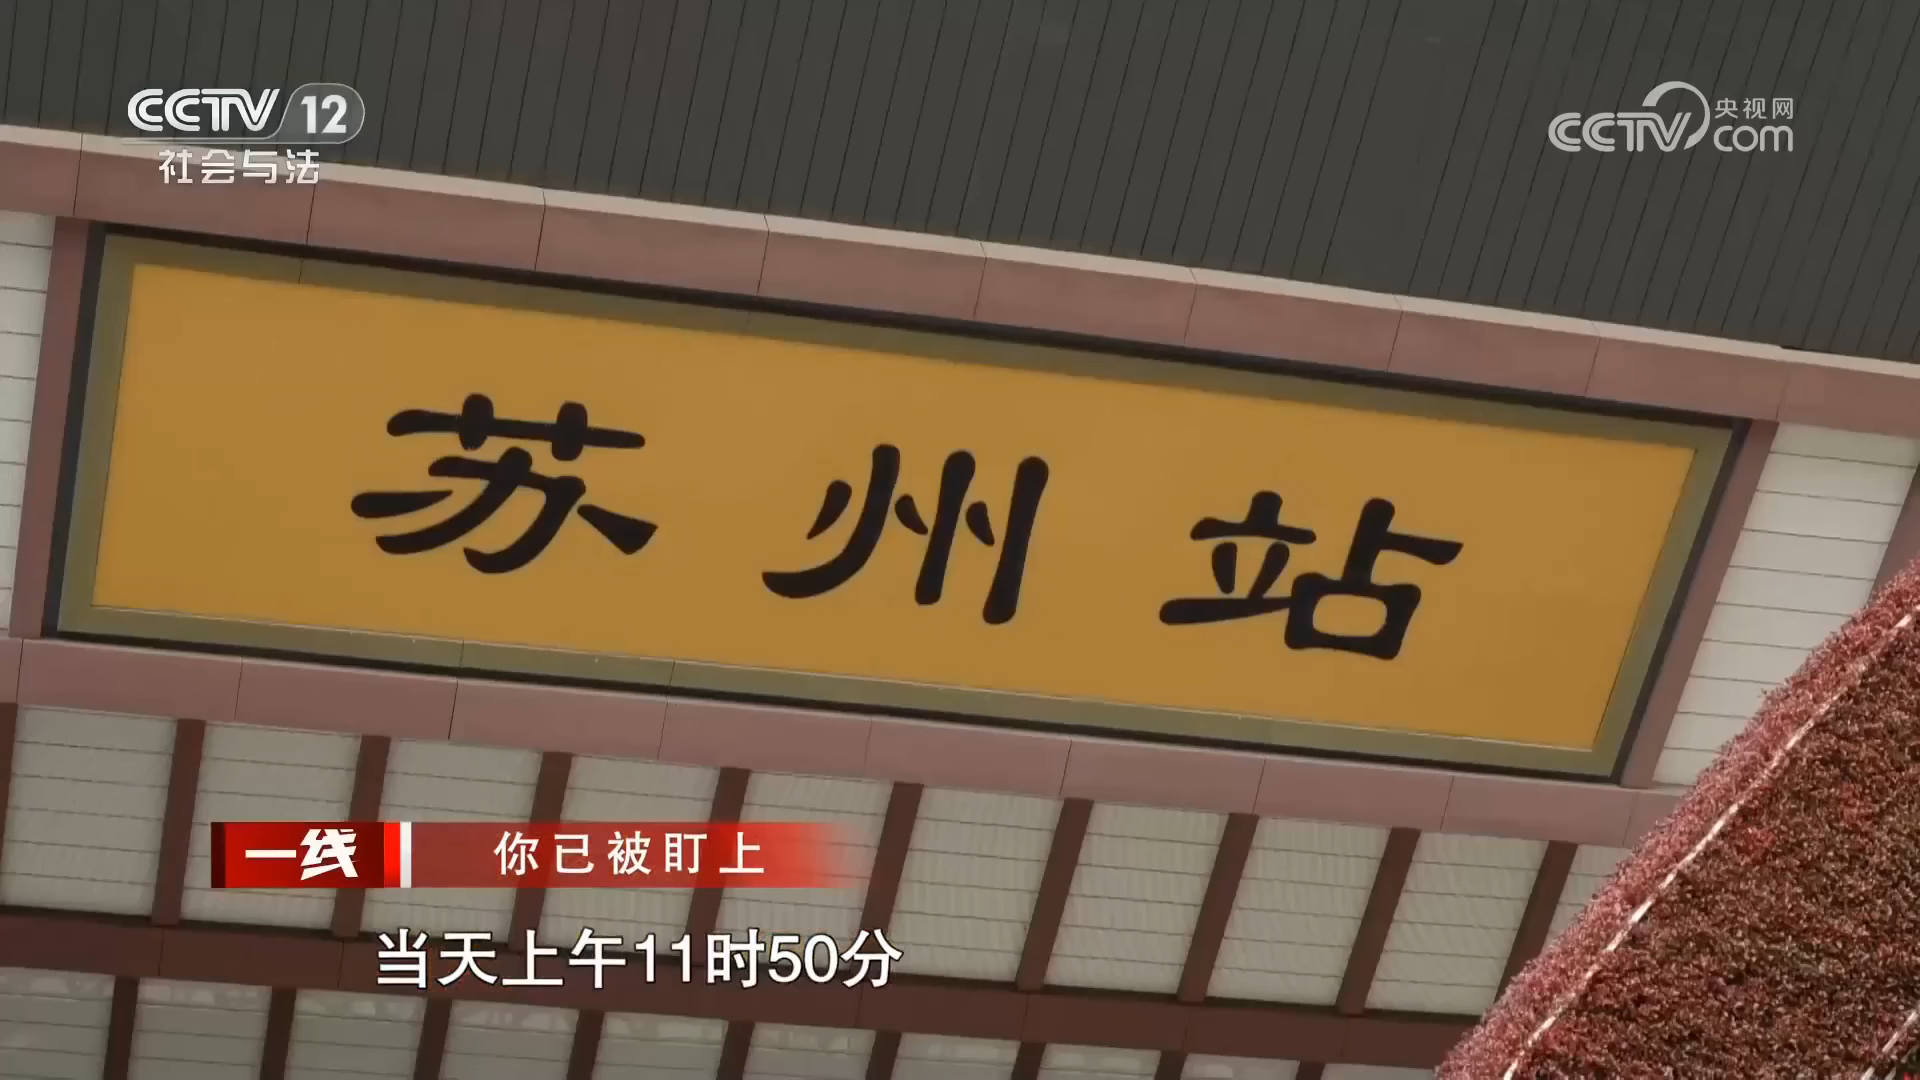 CCTV 12
社会与法
央视网
CCTV.com
苏州站
一线 你已被盯上
当天上午11时50分